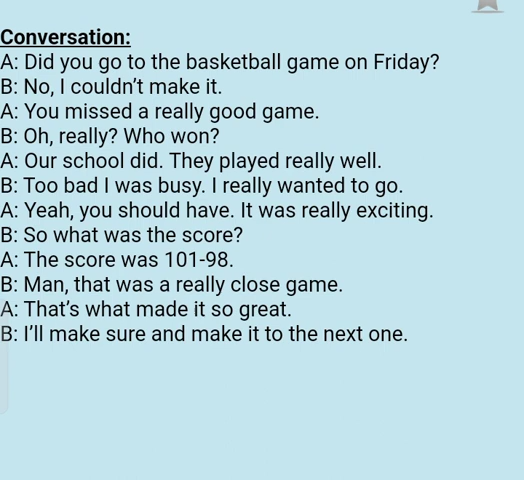 Conversation:
A: Did you go to the basketball game on Friday?
B: No, I couldn’t make it.
A: You missed a really good game.
B: Oh, really? Who won?
A: Our school did. They played really well.
B: Too bad I was busy. I really wanted to go.
A: Yeah, you should have. It was really exciting.
B: So what was the score?
A: The score was 101-98.
B: Man, that was a really close game.
A: That’s what made it so great.
B: I’ll make sure and make it to the next one.